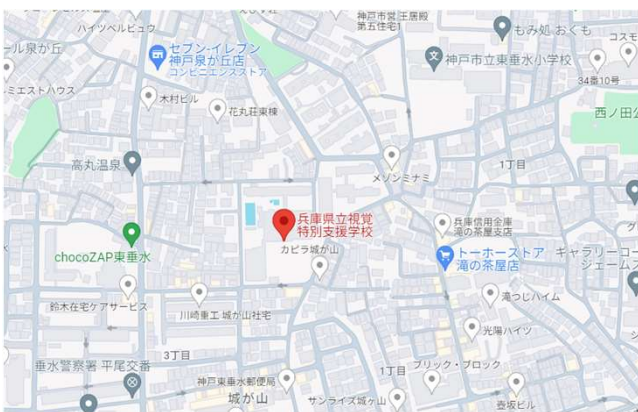 ハイツベルビュウ
神戸市営王居殿
第五住宅1
もみ処 おくも
コスモ
ール泉が丘
セブン-イレブン
神戸泉が丘店
コンビニエンスストア
神戸市立東垂水小学校
34番10号
ミエストハウス
木村ビル
花丸荘東棟
西ノ田公
高丸温泉
メゾンミナミ
1丁目
兵庫県立視覚
特別支援学校
兵庫信用金庫
滝の茶屋支店
カピラ城が山
トーホーストア
滝の茶屋店
ギャラリーコー
ジェームス
chocoZAP東垂水
鈴木在宅ケアサービス
川崎重工 城が山社宅
滝つじハイム
光陽ハイツ
3丁目
垂水警察署 平尾交番
神戸東垂水郵便局
1丁目
ブリック・ブロック
城が山
サンライズ城ヶ山
壺坂ビル